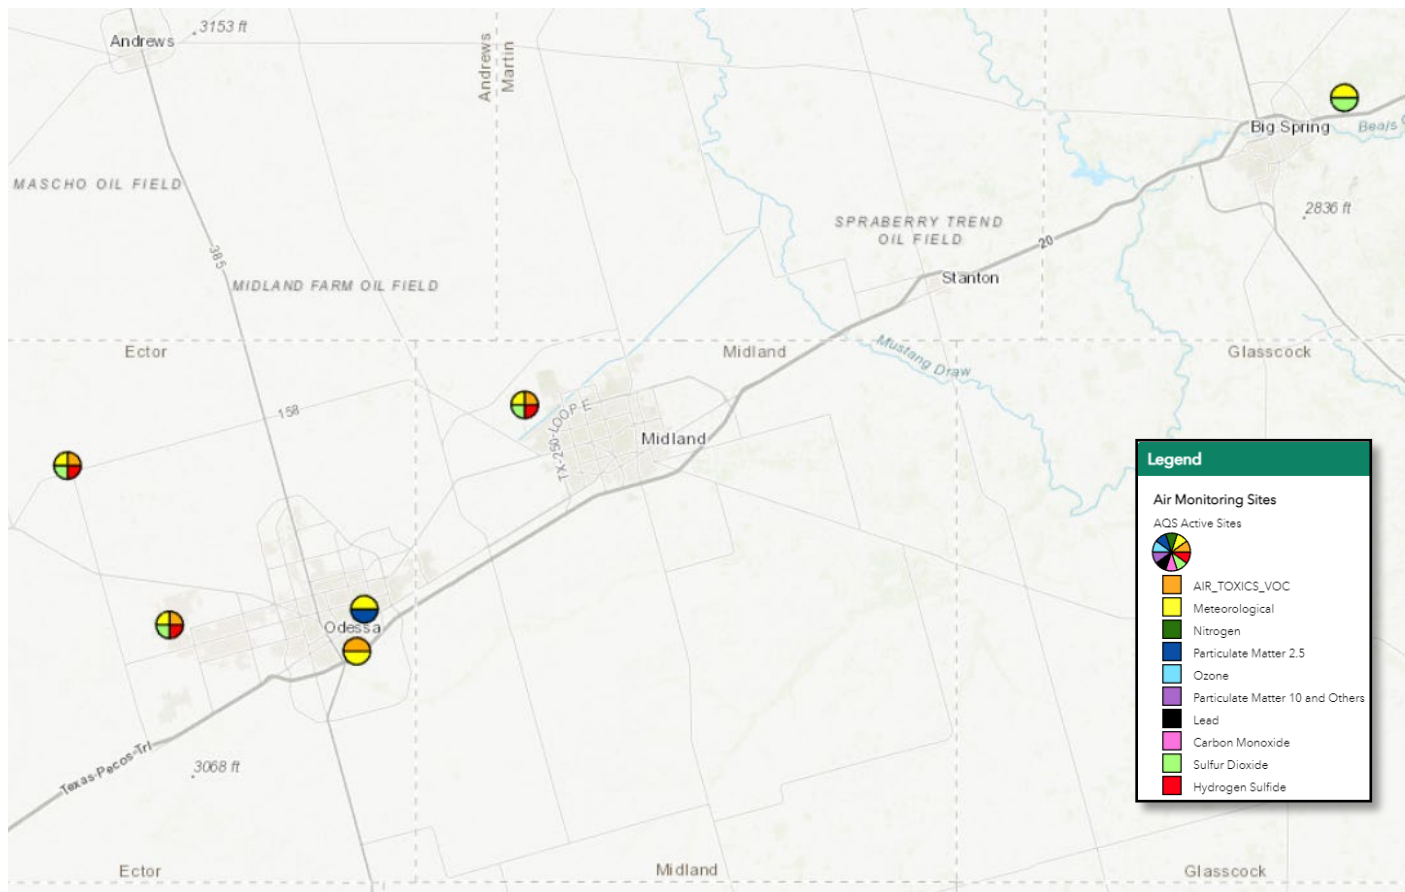 3153 ft
Andrews
Andrews
Martin
Big Spring
Beals
MASCHO OIL FIELD
2836 ft
SPRABERRY TREND
OIL FIELD
20
385
MIDLAND FARM OIL FIELD
Stanton
Ector
Midland
Mustang Draw
Glasscock
158
TX-250-LOOP E
Midland
Odessa
Texas-Pecos-Trl
3068 ft
Ector
Midland
Glasscock
Legend
Air Monitoring Sites
AQS Active Sites
AIR_TOXICS_VOC
Meteorological
Nitrogen
Particulate Matter 2.5
Ozone
Particulate Matter 10 and Others
Lead
Carbon Monoxide
Sulfur Dioxide
Hydrogen Sulfide